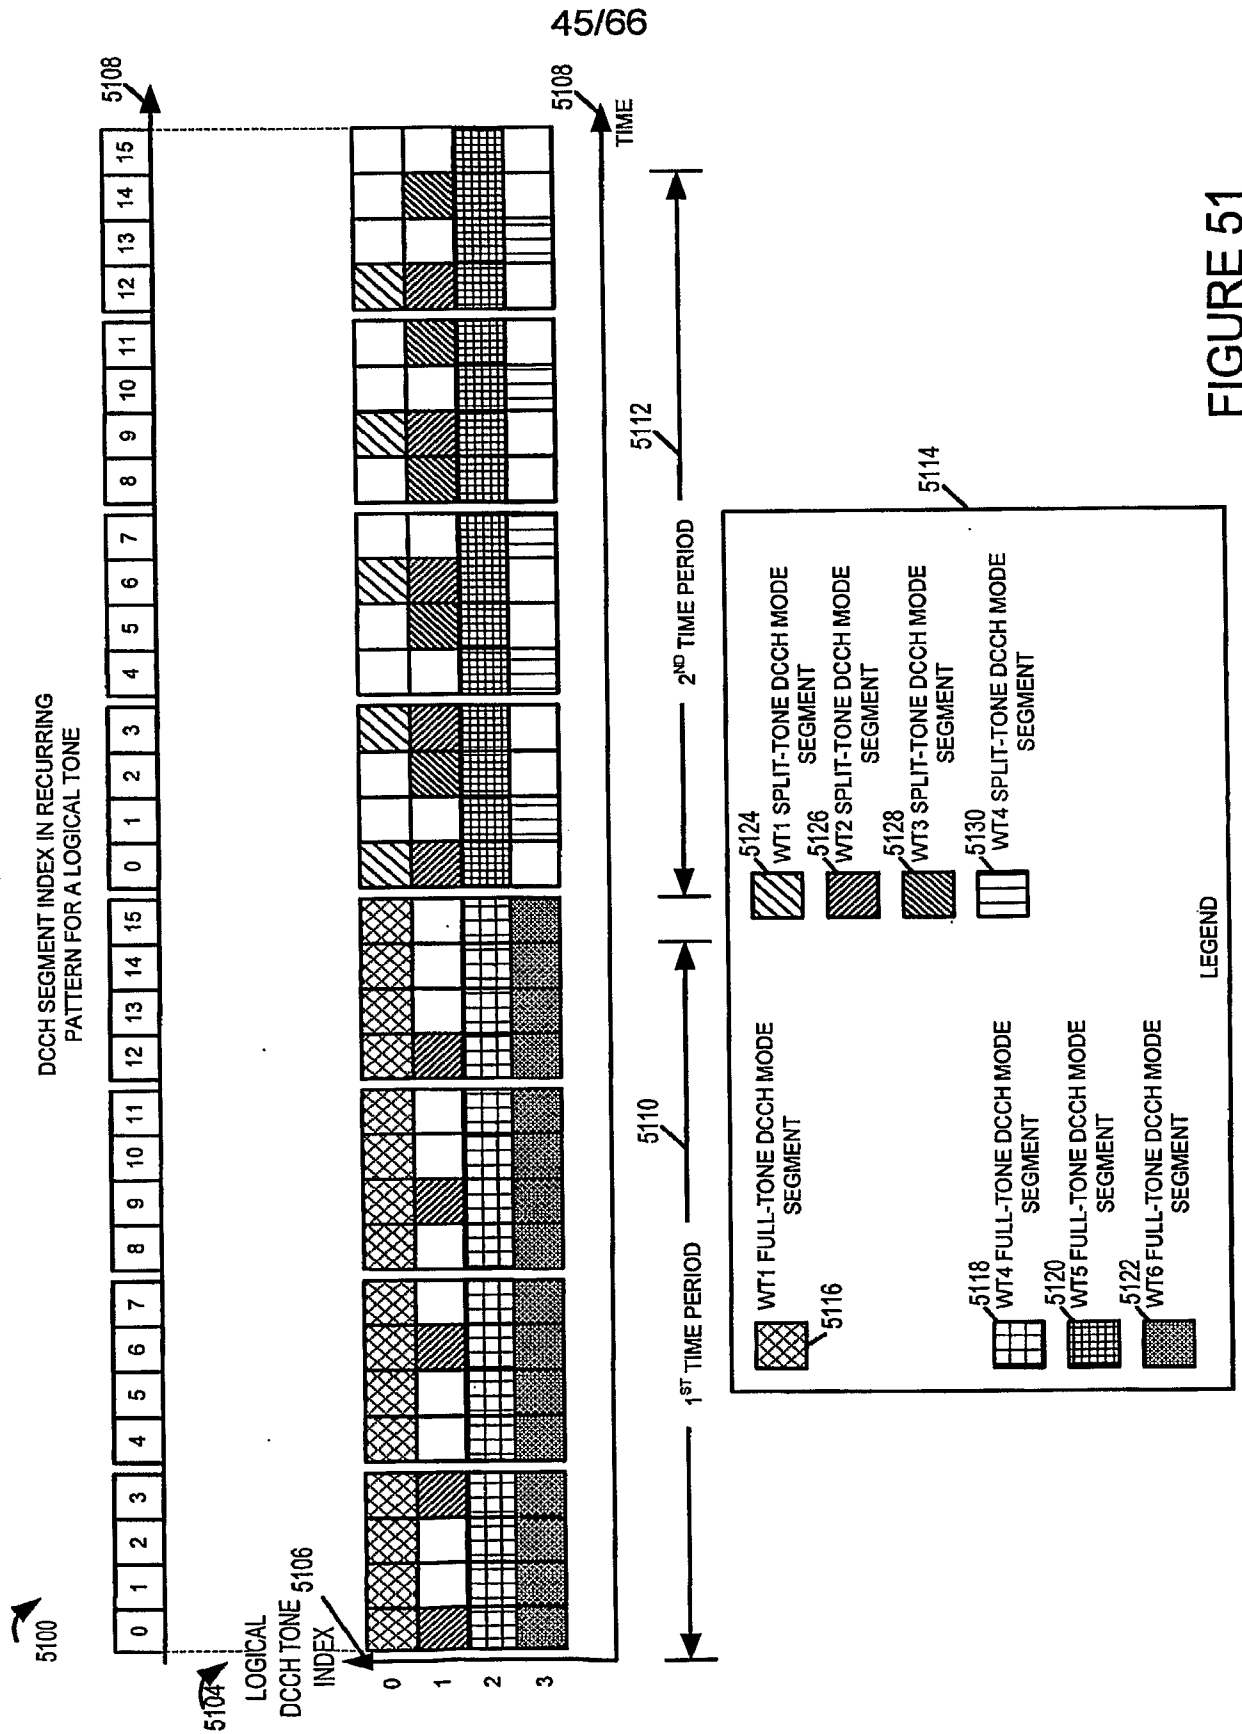 45/66
5100
DCCH SEGMENT INDEX IN RECURRING
PATTERN FOR A LOGICAL TONE
0 1 2 3 4 5 6 7 8 9 10 11 12 13 14 15 0 1 2 3 4 5 6 7 8 9 10 11 12 13 14 15
5108
5104
LOGICAL
DCCH TONE
INDEX
5106
0
1
2
3
5108
TIME
5110
1ST TIME PERIOD
5112
2ND TIME PERIOD
5114
WT1 FULL-TONE DCCH MODE
SEGMENT
5116
5118
WT4 FULL-TONE DCCH MODE
SEGMENT
5120
WT5 FULL-TONE DCCH MODE
SEGMENT
5122
WT6 FULL-TONE DCCH MODE
SEGMENT
5124
WT1 SPLIT-TONE DCCH MODE
SEGMENT
5126
WT2 SPLIT-TONE DCCH MODE
SEGMENT
5128
WT3 SPLIT-TONE DCCH MODE
SEGMENT
5130
WT4 SPLIT-TONE DCCH MODE
SEGMENT
LEGEND
FIGURE 51